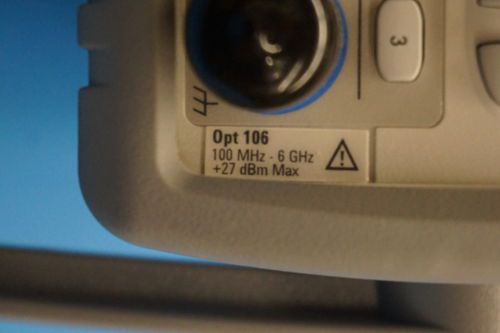 3
Opt 106
100 MHz - 6 GHz
+27 dBm Max